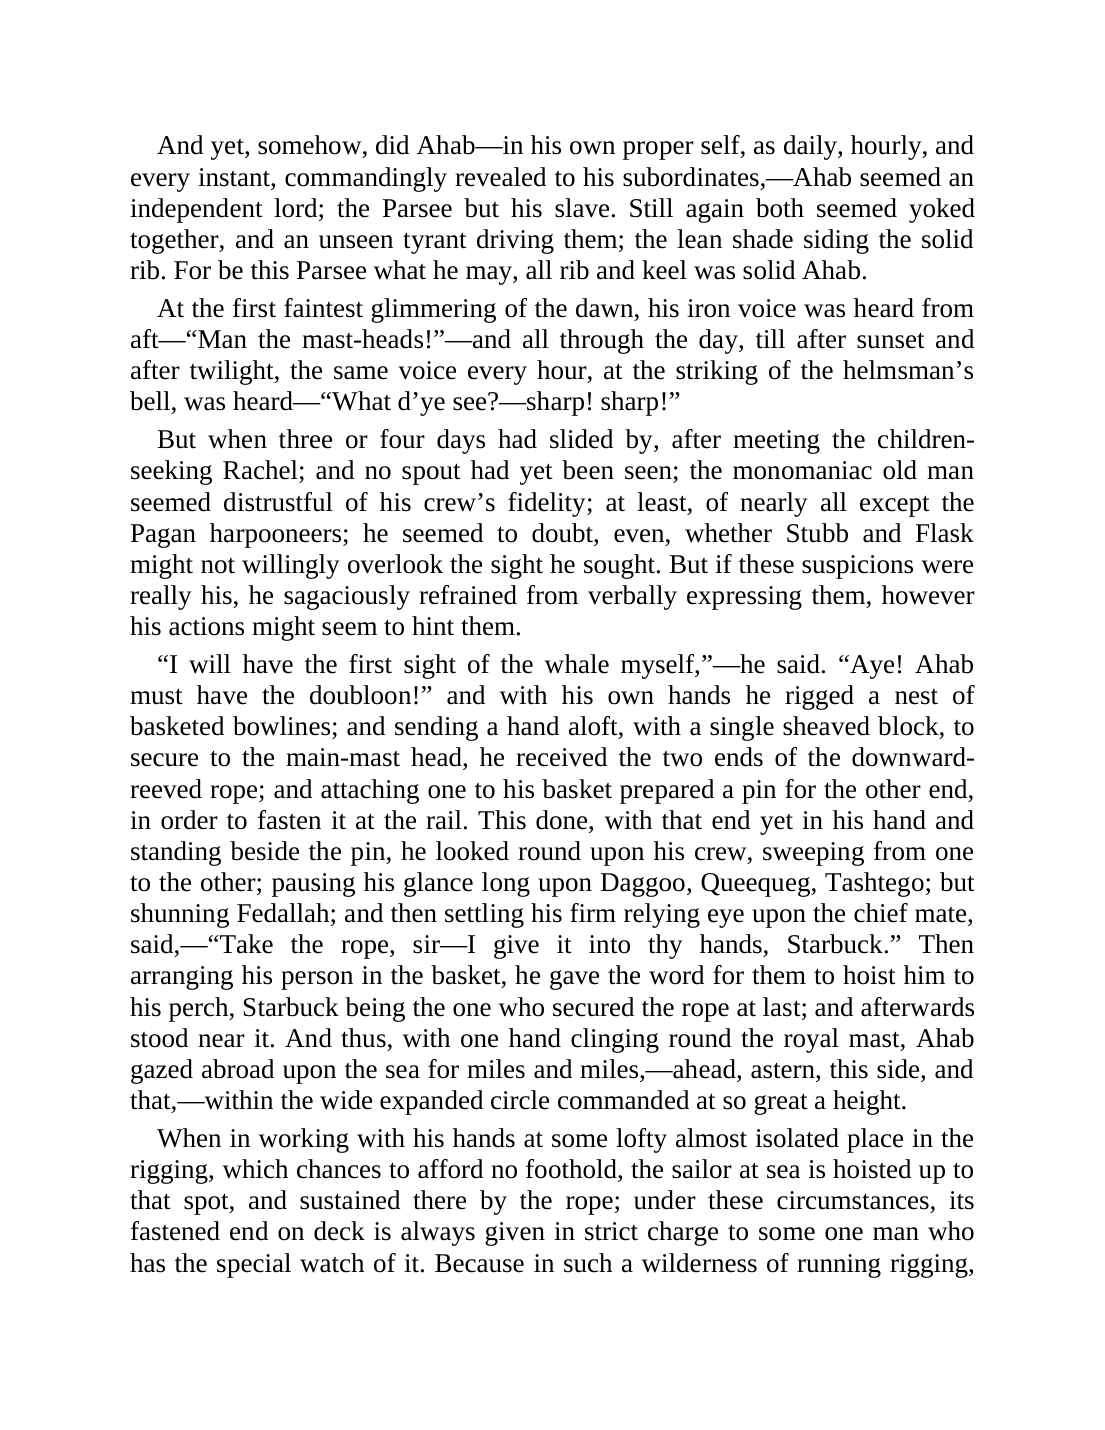 And yet, somehow, did Ahab—in his own proper self, as daily, hourly, and
every instant, commandingly revealed to his subordinates,—Ahab seemed an
independent lord; the Parsee but his slave. Still again both seemed yoked
together, and an unseen tyrant driving them; the lean shade siding the solid
rib. For be this Parsee what he may, all rib and keel was solid Ahab.
At the first faintest glimmering of the dawn, his iron voice was heard from
aft—“Man the mast-heads!”—and all through the day, till after sunset and
after twilight, the same voice every hour, at the striking of the helmsman’s
bell, was heard—“What d’ye see?—sharp! sharp!”
But when three or four days had slided by, after meeting the children-
seeking Rachel; and no spout had yet been seen; the monomaniac old man
seemed distrustful of his crew’s fidelity; at least, of nearly all except the
Pagan harpooneers; he seemed to doubt, even, whether Stubb and Flask
might not willingly overlook the sight he sought. But if these suspicions were
really his, he sagaciously refrained from verbally expressing them, however
his actions might seem to hint them.
“I will have the first sight of the whale myself,”—he said. “Aye! Ahab
must have the doubloon!” and with his own hands he rigged a nest of
basketed bowlines; and sending a hand aloft, with a single sheaved block, to
secure to the main-mast head, he received the two ends of the downward-
reeved rope; and attaching one to his basket prepared a pin for the other end,
in order to fasten it at the rail. This done, with that end yet in his hand and
standing beside the pin, he looked round upon his crew, sweeping from one
to the other; pausing his glance long upon Daggoo, Queequeg, Tashtego; but
shunning Fedallah; and then settling his firm relying eye upon the chief mate,
said,—“Take the rope, sir—I give it into thy hands, Starbuck.” Then
arranging his person in the basket, he gave the word for them to hoist him to
his perch, Starbuck being the one who secured the rope at last; and afterwards
stood near it. And thus, with one hand clinging round the royal mast, Ahab
gazed abroad upon the sea for miles and miles,—ahead, astern, this side, and
that,—within the wide expanded circle commanded at so great a height.
When in working with his hands at some lofty almost isolated place in the
rigging, which chances to afford no foothold, the sailor at sea is hoisted up to
that spot, and sustained there by the rope; under these circumstances, its
fastened end on deck is always given in strict charge to some one man who
has the special watch of it. Because in such a wilderness of running rigging,